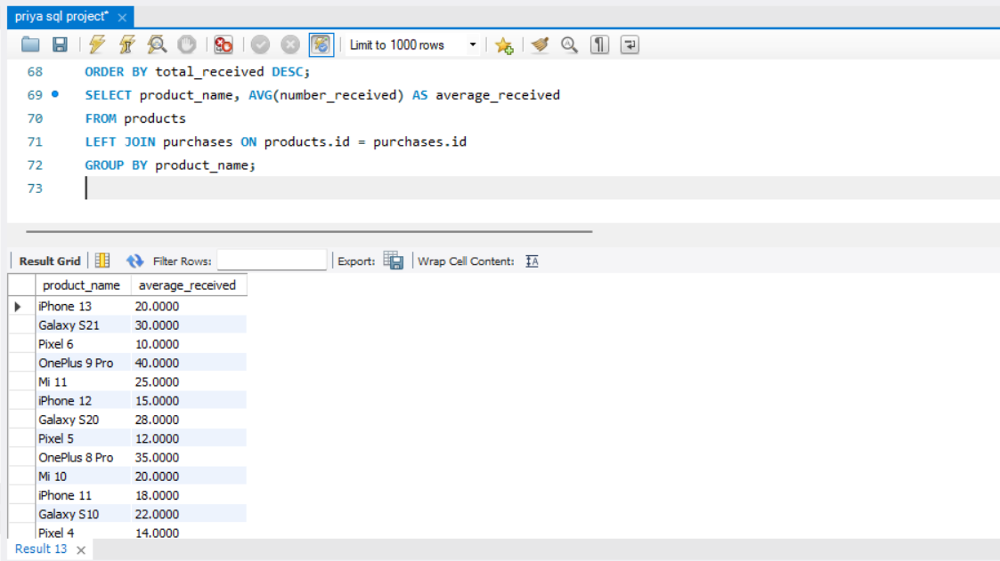 priya sql project*
Limit to 1000 rows
68 ORDER BY total_received DESC;
69 SELECT product_name, AVG(number_received) AS average_received
70 FROM products
71 LEFT JOIN purchases ON products.id = purchases.id
72 GROUP BY product_name;
73
Result Grid Filter Rows: Export: Wrap Cell Content: IA
product_name average_received
iPhone 13 20.0000
Galaxy S21 30.0000
Pixel 6 10.0000
OnePlus 9 Pro 40.0000
Mi 11 25.0000
iPhone 12 15.0000
Galaxy S20 28.0000
Pixel 5 12.0000
OnePlus 8 Pro 35.0000
Mi 10 20.0000
iPhone 11 18.0000
Galaxy S10 22.0000
Pixel 4 14.0000
Result 13